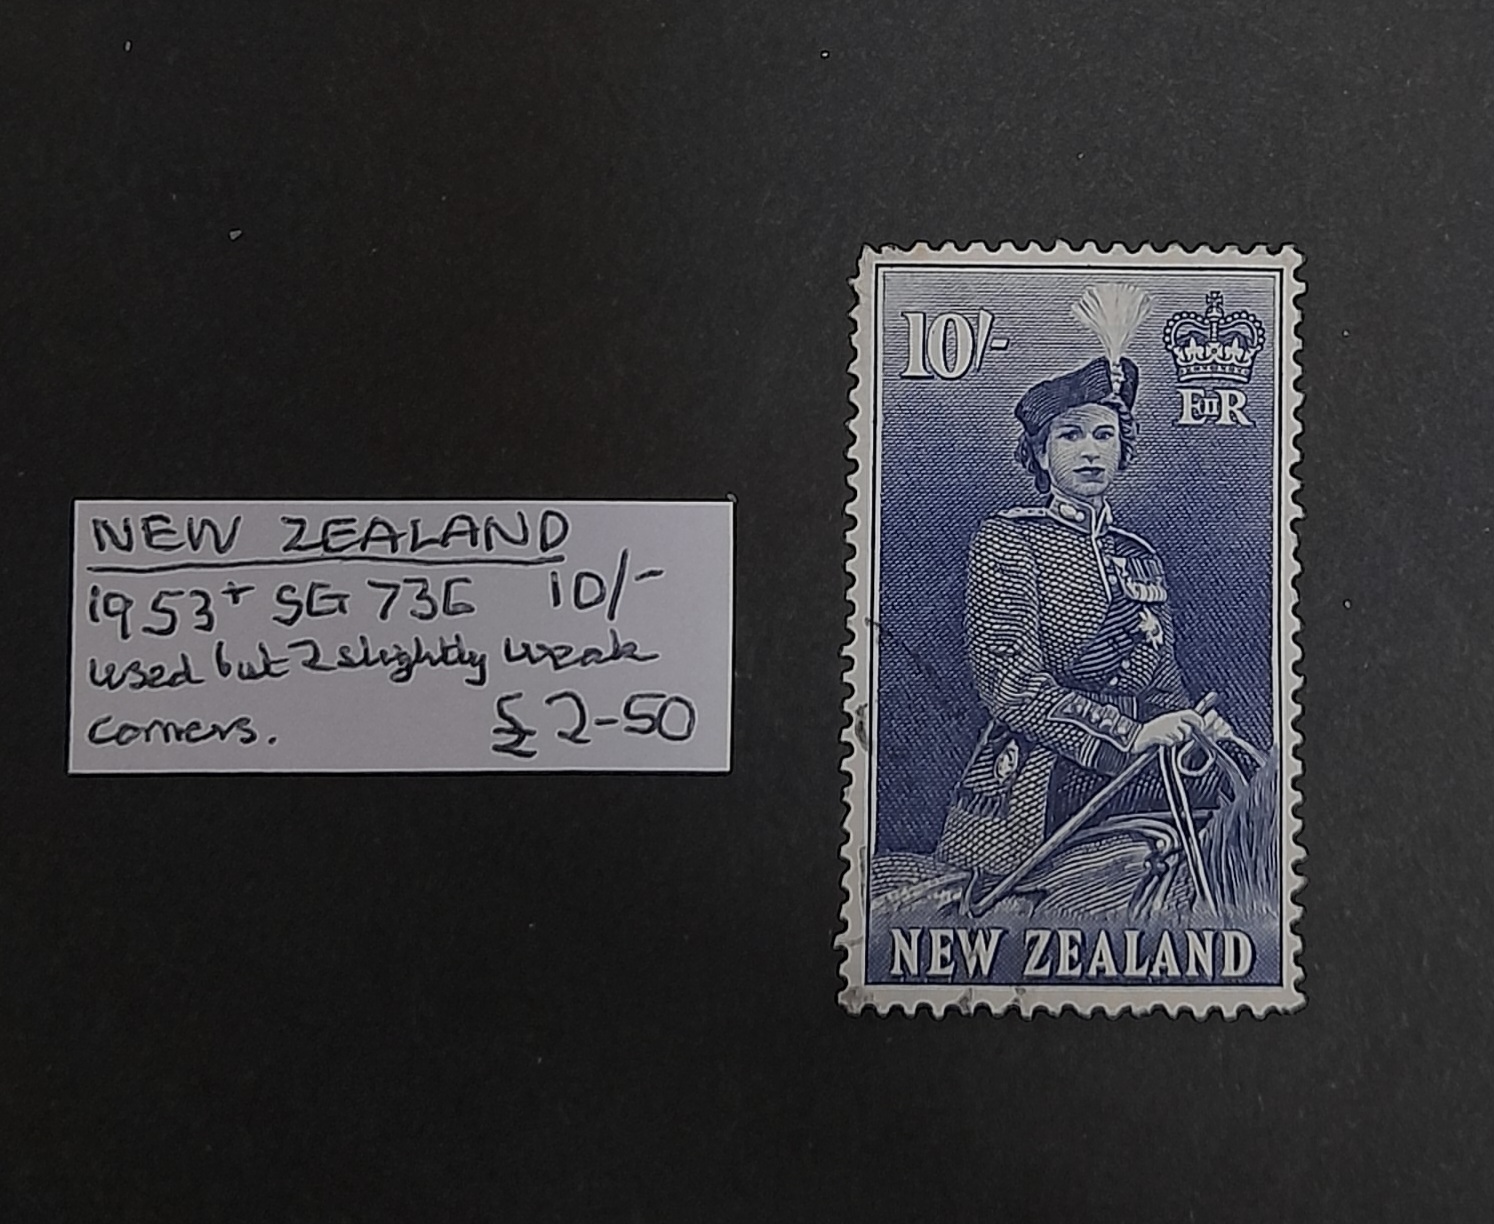 NEW ZEALAND
1953+ SG 736 10/-
used but 2 slightly weak
corners. £2-50
10/-
EIIR
NEW ZEALAND